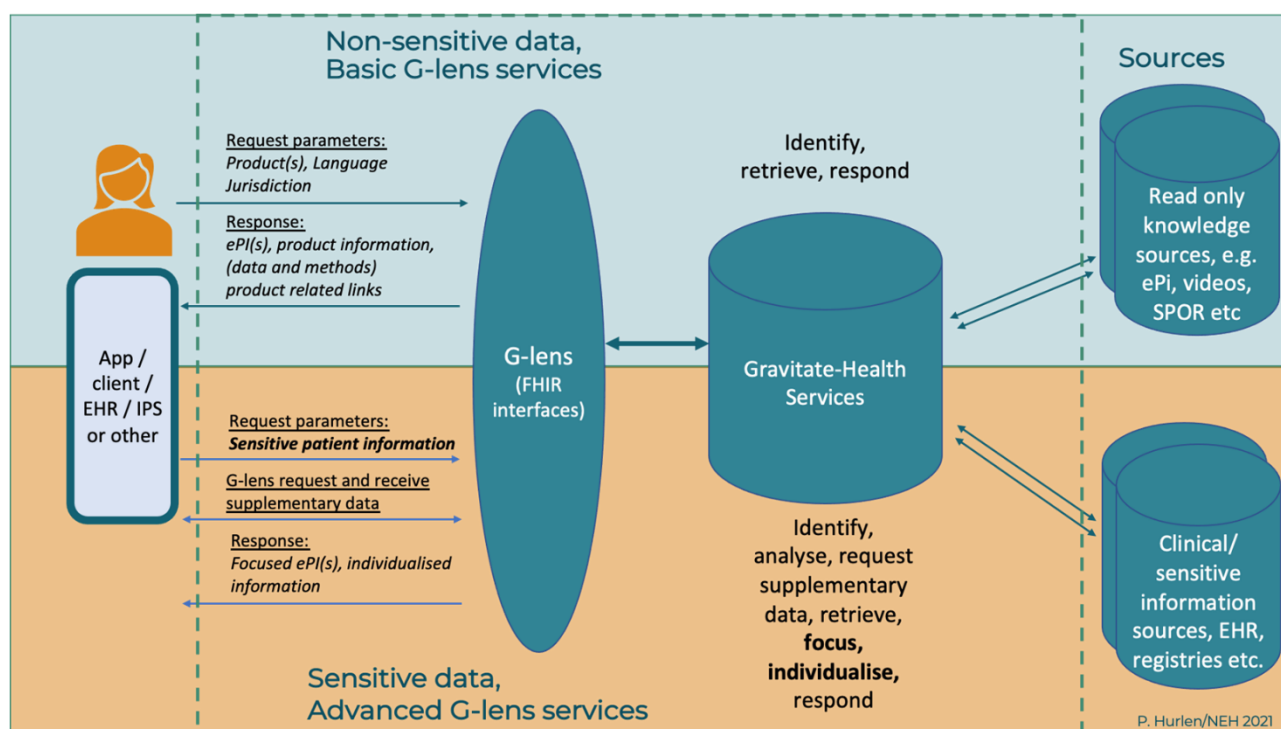 Non-sensitive data,
Basic G-lens services
Sources
Request parameters:
Product(s), Language
Jurisdiction
Response:
ePI(s), product information,
(data and methods)
product related links
Identify,
retrieve, respond
Read only
knowledge
sources, e.g.
ePi, videos,
SPOR etc
App /
client /
EHR / IPS
or other
G-lens
(FHIR
interfaces)
Gravitate-Health
Services
Request parameters:
Sensitive patient information
G-lens request and receive
supplementary data
Response:
Focused ePI(s), individualised
information
Identify,
analyse, request
supplementary
data, retrieve,
focus,
individualise,
respond
Clinical/
sensitive
information
sources, EHR,
registries etc.
Sensitive data,
Advanced G-lens services
P. Hurlen/NEH 2021